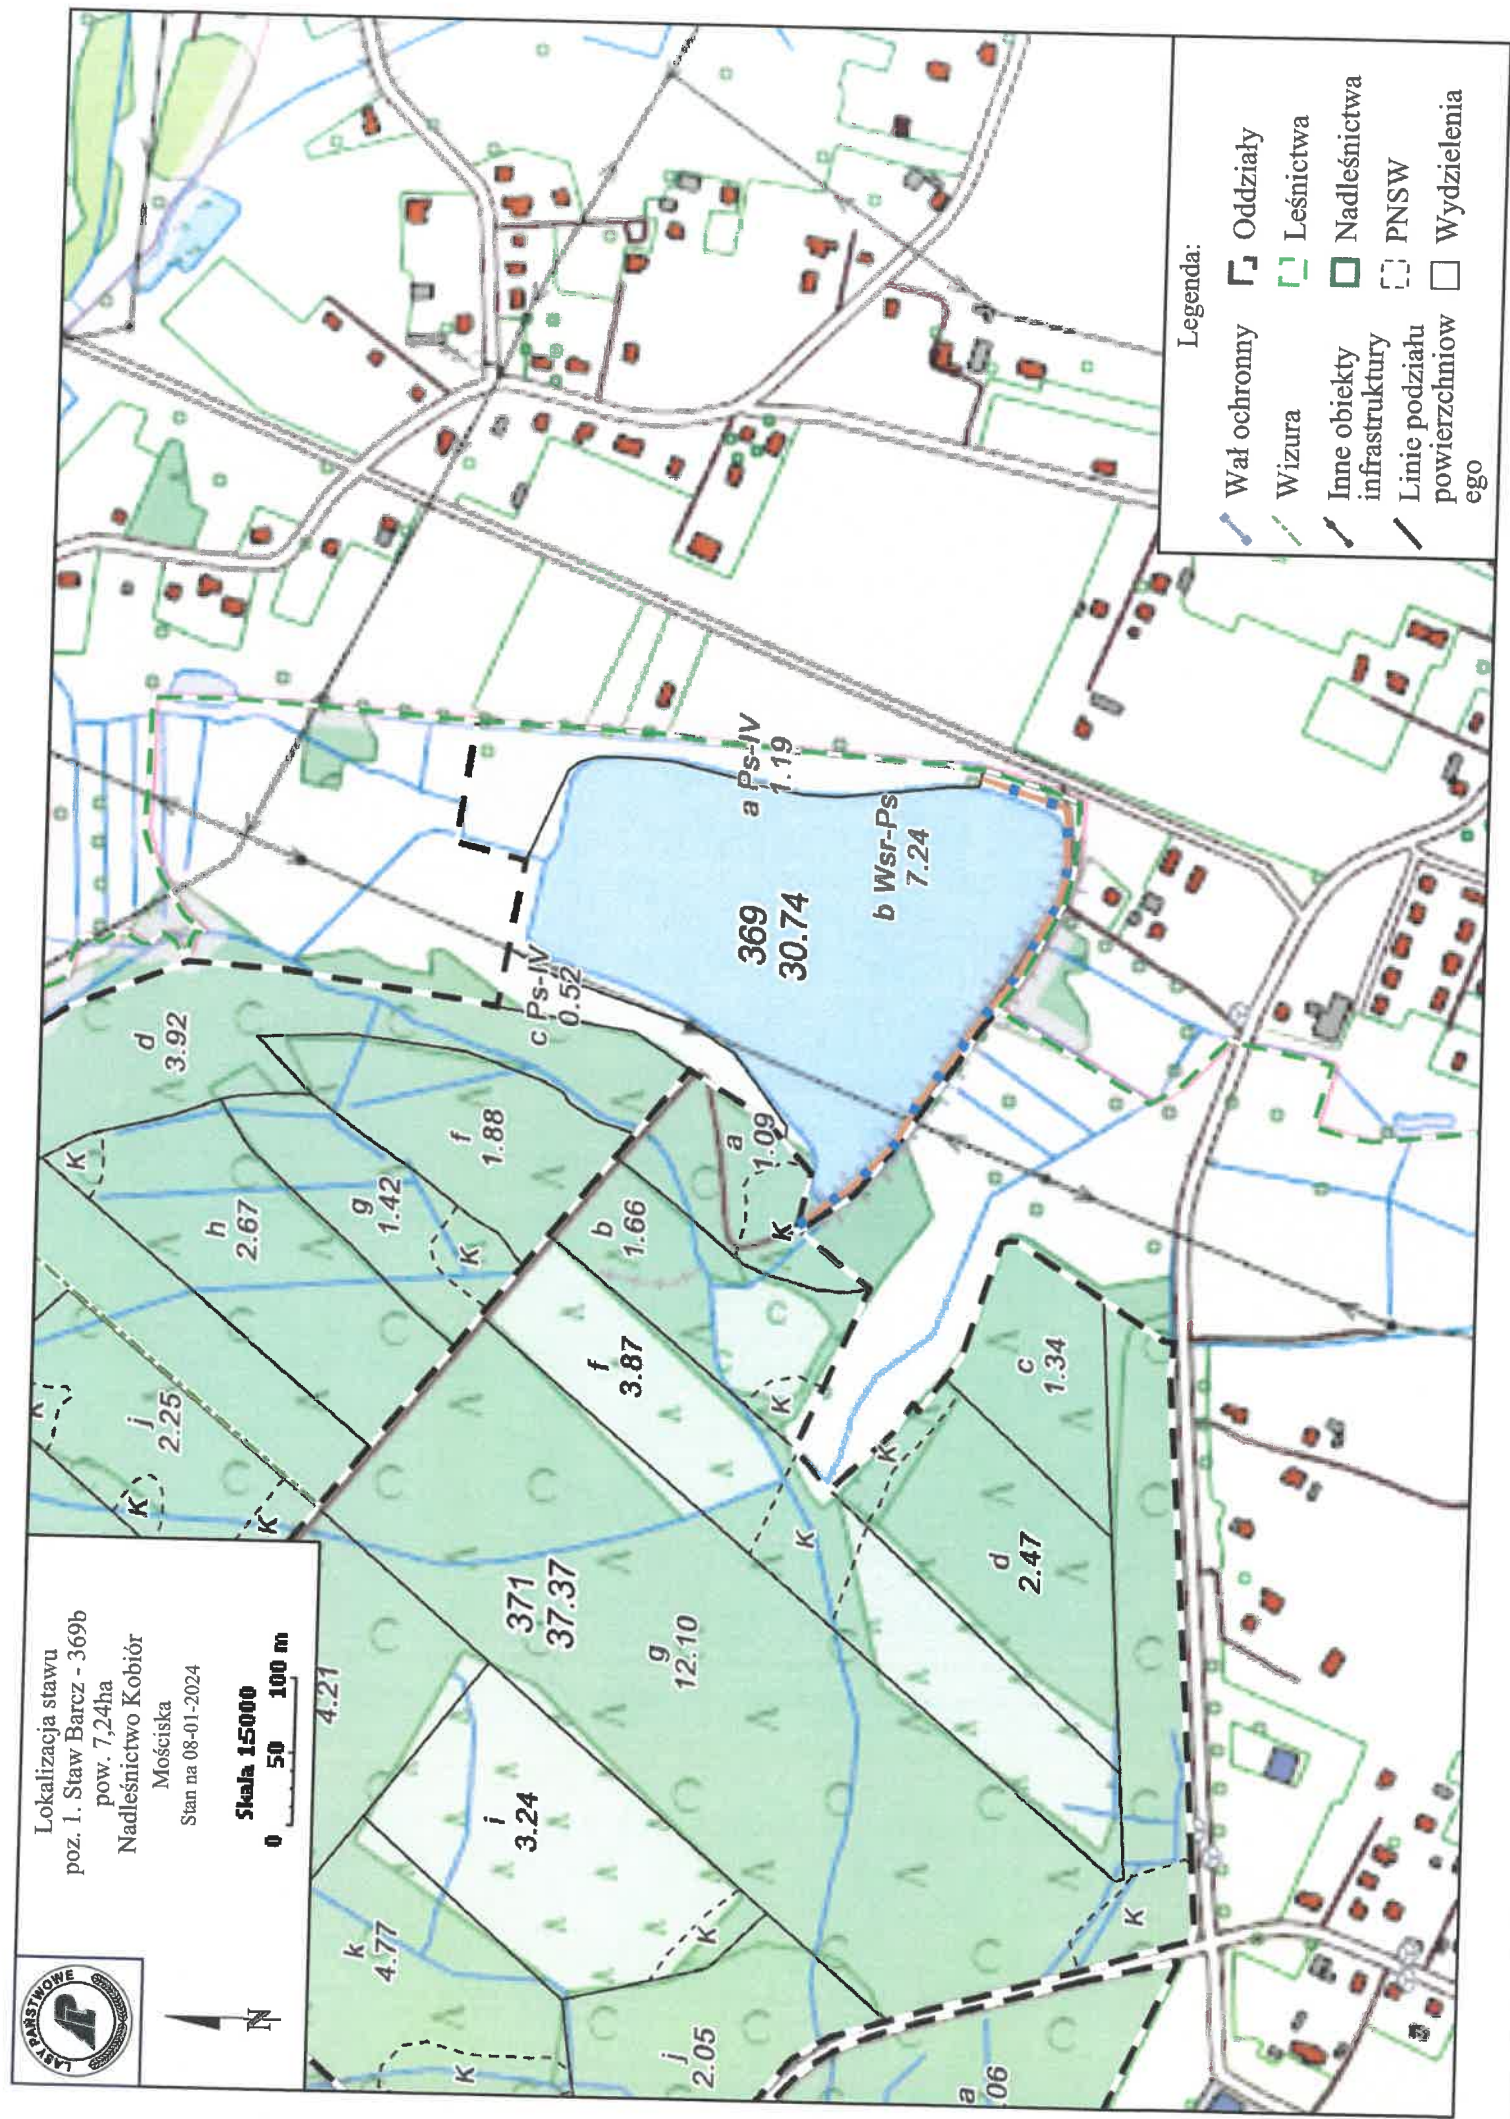 LASY PAŃSTWOWE
LP
N
Lokalizacja stawu
poz. 1. Staw Barcz - 369b
pow. 7,24ha
Nadleśnictwo Kobiór
Mościska
Stan na 08-01-2024
Skala 1:5000
0 50 100 m
4.21
k
4.77
i
3.24
j
2.05
a
06
K
K
K
371
37.37
g
12.10
j
2.25
K
K
K
K
h
2.67
g
1.42
K
K
d
3.92
f
1.88
f
3.87
b
1.66
a
1.09
K
K
K
K
d
2.47
c
1.34
c Ps-IV
0.52
369
30.74
a Ps-IV
1.19
b Wsr-Ps
7.24
Legenda:
Wał ochronny
Wizura
Inne obiekty
infrastruktury
Linie podziału
powierzchniow
ego
Oddziały
Leśnictwa
Nadleśnictwa
PNSW
Wydzielenia